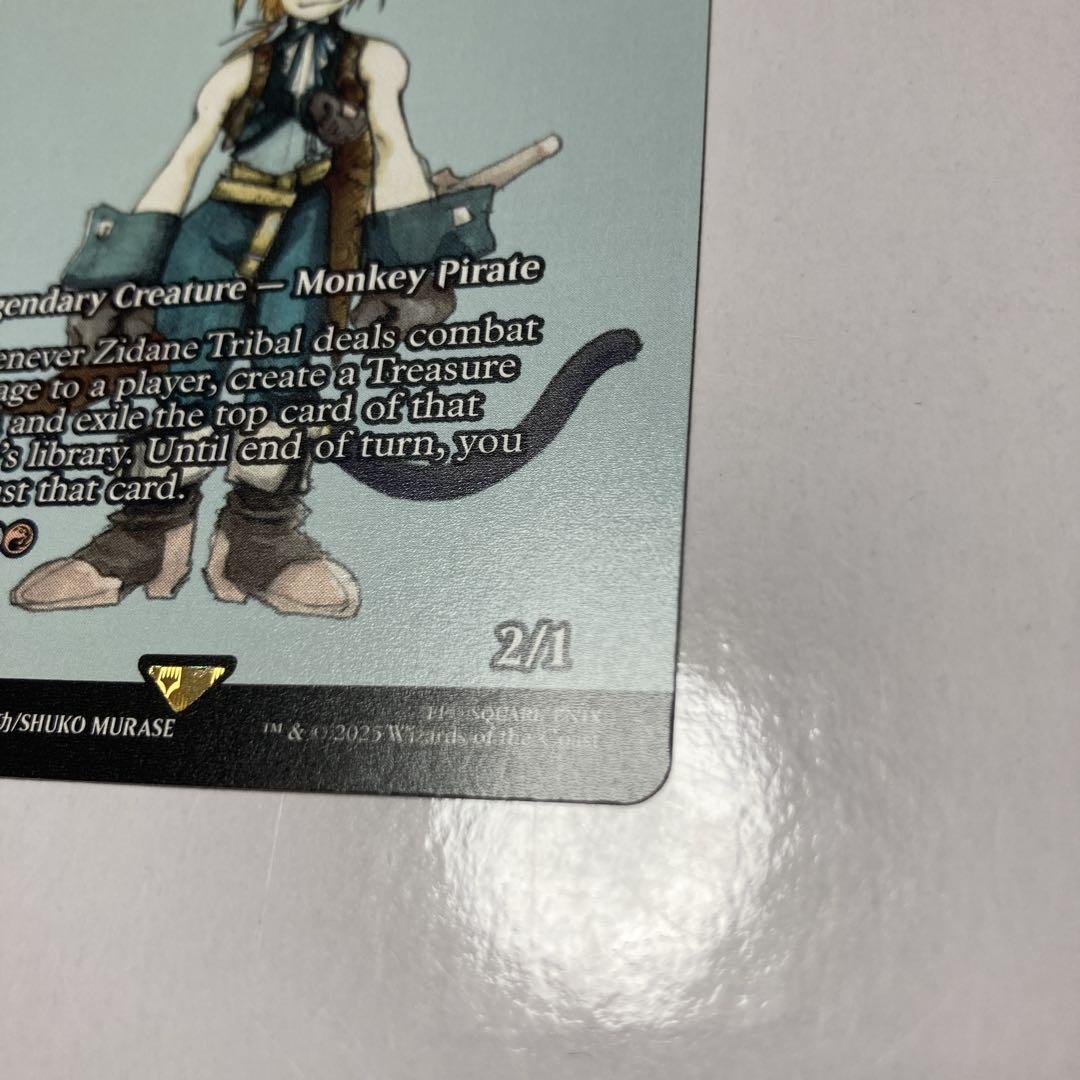 gendary Creature — Monkey Pirate
enever Zidane Tribal deals combat
age to a player, create a Treasure
and exile the top card of that
's library. Until end of turn, you
st that card.
2/1
/SHUKO MURASE
SQUARE ENIX
™ & © 2025 Wizards of the Coast